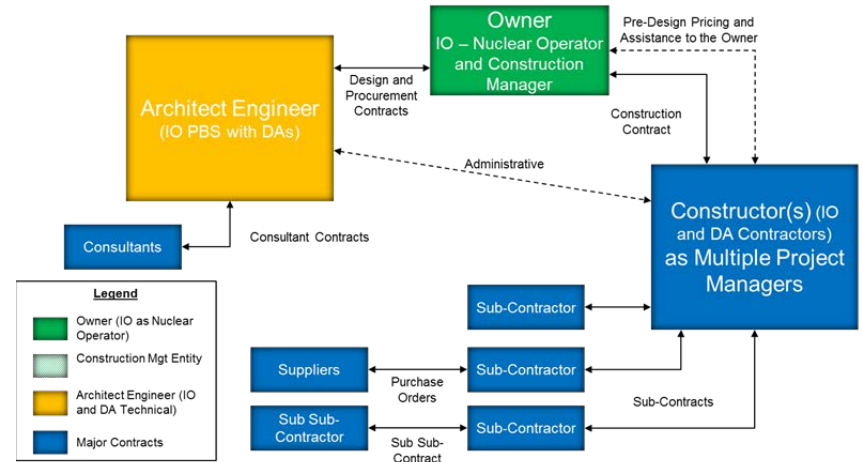 Owner
IO – Nuclear Operator
and Construction
Manager
Pre-Design Pricing and
Assistance to the Owner
Architect Engineer
(IO PBS with DAs)
Design and
Procurement
Contracts
Construction
Contract
Administrative
Constructor(s) (IO
and DA Contractors)
as Multiple Project
Managers
Consultants
Consultant Contracts
Sub-Contractor
Suppliers
Purchase
Orders
Sub-Contractor
Sub-Contracts
Sub Sub-
Contractor
Sub Sub-
Contract
Sub-Contractor
Legend
Owner (IO as Nuclear
Operator)
Construction Mgt Entity
Architect Engineer (IO
and DA Technical)
Major Contracts